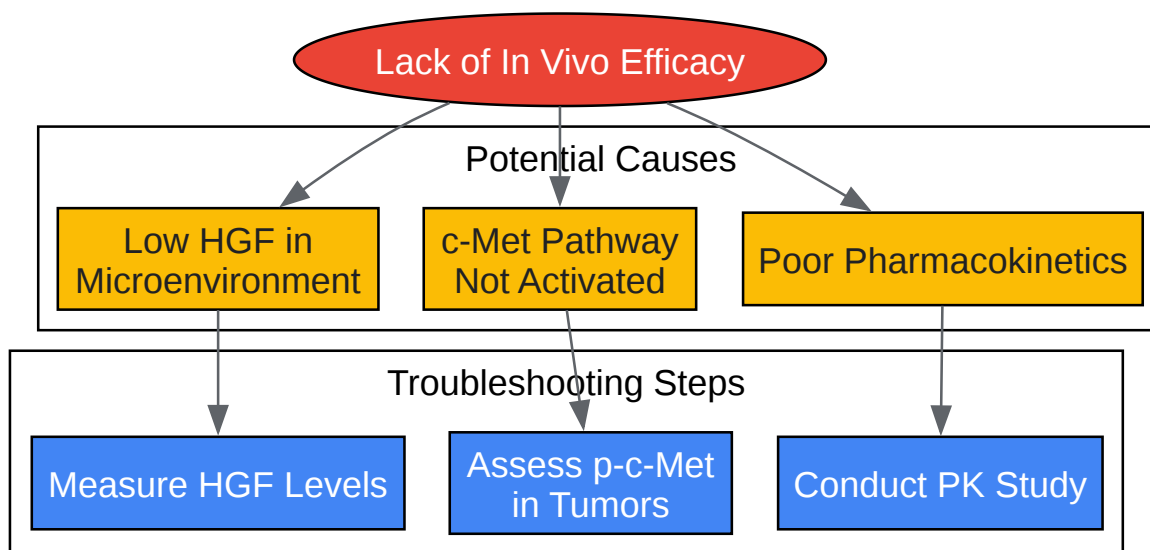 Lack of In Vivo Efficacy
Potential Causes
Low HGF in
Microenvironment
c-Met Pathway
Not Activated
Poor Pharmacokinetics
Troubleshooting Steps
Measure HGF Levels
Assess p-c-Met
in Tumors
Conduct PK Study